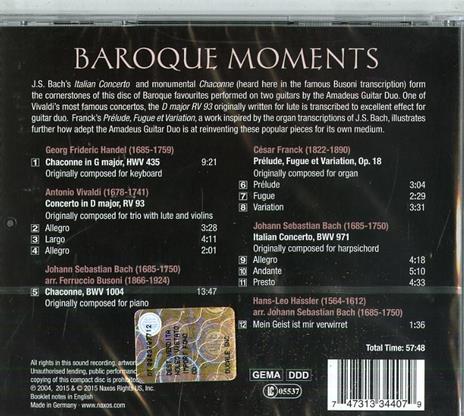 BAROQUE MOMENTS
J.S. Bach's Italian Concerto and monumental Chaconne (heard here in the famous Busoni transcription) form
the cornerstones of this disc of Baroque favourites performed on two guitars by the Amadeus Guitar Duo. One of
Vivaldi's most famous concertos, the D major RV 93 originally written for lute is transcribed to excellent effect for
guitar duo. Franck's Prélude, Fugue et Variation, a work inspired by the organ transcriptions of J.S. Bach, illustrates
further how adept the Amadeus Guitar Duo is at reinventing these popular pieces for its own medium.
Georg Frideric Handel (1685-1759)
1 Chaconne in G major, HWV 435 9:21
Originally composed for keyboard
Antonio Vivaldi (1678-1741)
Concerto in D major, RV 93
Originally composed for trio with lute and violins
2 Allegro 3:28
3 Largo 4:11
4 Allegro 2:01
Johann Sebastian Bach (1685-1750)
arr. Ferruccio Busoni (1866-1924)
5 Chaconne, BWV 1004 13:47
Originally composed for piano
César Franck (1822-1890)
Prélude, Fugue et Variation, Op. 18
Originally composed for organ
6 Prélude 3:04
7 Fugue 2:29
8 Variation 3:31
Johann Sebastian Bach (1685-1750)
Italian Concerto, BWV 971
Originally composed for harpsichord
9 Allegro 4:18
10 Andante 5:10
11 Presto 4:33
Hans-Leo Hassler (1564-1612)
arr. Johann Sebastian Bach (1685-1750)
12 Mein Geist ist mir verwirret 1:36
Total Time: 57:48
All rights in this sound recording, artwork
Unauthorised lending, public performance
copying of this compact disc is prohibited.
℗ 2004, 2015 & © 2015 Naxos Rights US, Inc.
Booklet notes in English
Made in Germany www.naxos.com
GEMA DDD
LC 05537
7 47313 34407 9